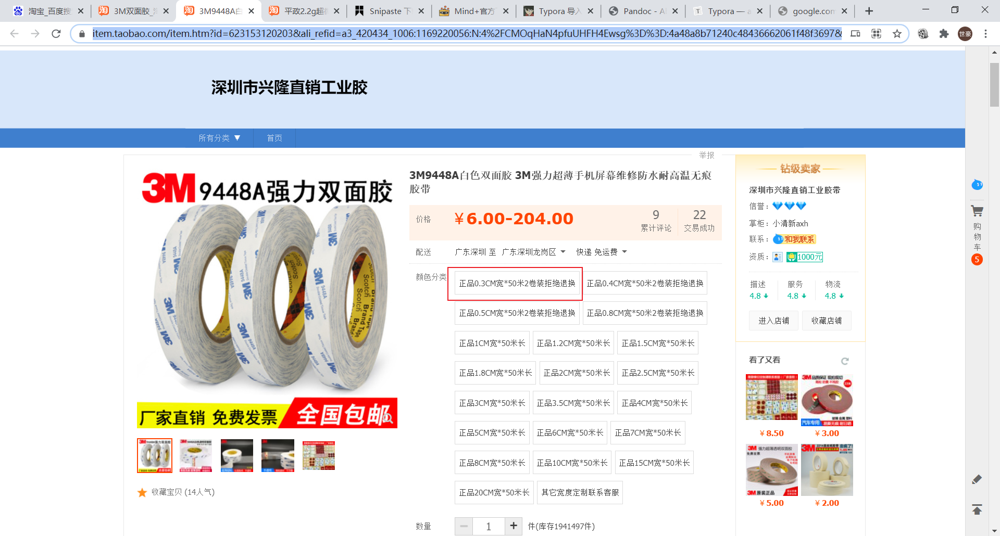 淘宝_百度搜
3M双面胶_淘
3M9448A白
平政2.2g超
Snipaste 下
Mind+官方
Typora 导入
Pandoc - Al
Typora — a
google.com
item.taobao.com/item.htm?id=623153120203&ali_refid=a3_420434_1006:1169220056:N:4%2FCMOqHaN4pfuUHFH4Ewsg%3D%3D:4a48a8b71240c48436662061f48f3697&
世豪
深圳市兴隆直销工业胶
所有分类 ▼
首页
举报
3M 9448A强力双面胶
厂家直销 免费发票
全国包邮
收藏宝贝 (14人气)
3M9448A白色双面胶 3M强力超薄手机屏幕维修防水耐高温无痕
胶带
价格
¥6.00-204.00
9
累计评论
22
交易成功
配送
广东深圳 至 广东深圳龙岗区
快递 免运费
颜色分类
正品0.3CM宽*50米2卷装拒绝退换
正品0.4CM宽*50米2卷装拒绝退换
正品0.5CM宽*50米2卷装拒绝退换
正品0.8CM宽*50米2卷装拒绝退换
正品1CM宽*50米长
正品1.2CM宽*50米长
正品1.5CM宽*50米长
正品1.8CM宽*50米长
正品2CM宽*50米长
正品2.5CM宽*50米长
正品3CM宽*50米长
正品3.5CM宽*50米长
正品4CM宽*50米长
正品5CM宽*50米长
正品6CM宽*50米长
正品7CM宽*50米长
正品8CM宽*50米长
正品10CM宽*50米长
正品15CM宽*50米长
正品20CM宽*50米长
其它宽度定制联系客服
数量
1
件(库存1941497件)
钻级卖家
深圳市兴隆直销工业胶带
信誉：
掌柜：小清新axh
联系：和我联系
资质：1000元
描述
服务
物流
4.8
4.8
4.8
进入店铺
收藏店铺
看了又看
¥8.50
¥3.00
¥5.00
¥2.00
购
物
车
5